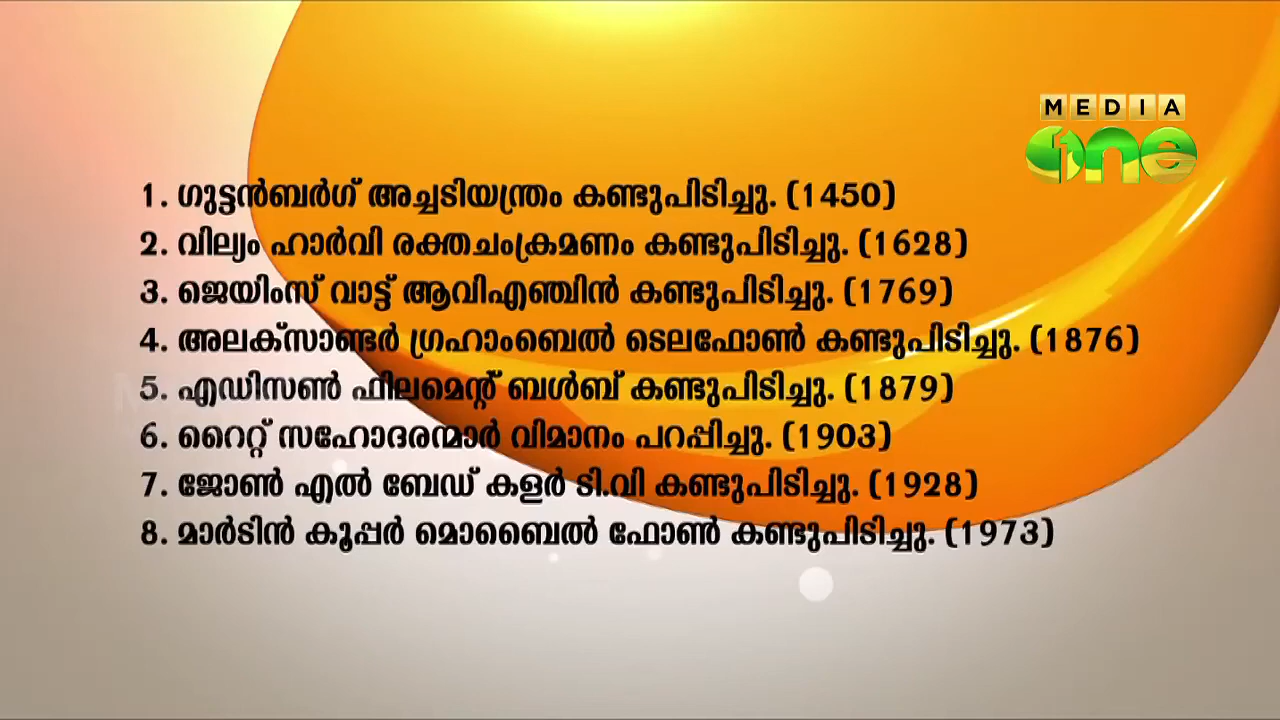 MEDIA
one
1. ഗുട്ടൻബർഗ് അച്ചടിയന്ത്രം കണ്ടുപിടിച്ചു. (1450)
2. വില്യം ഹാർവി രക്തചംക്രമണം കണ്ടുപിടിച്ചു. (1628)
3. ജെയിംസ് വാട്ട് ആവിഎഞ്ചിൻ കണ്ടുപിടിച്ചു. (1769)
4. അലക്സാണ്ടർ ഗ്രഹാംബെൽ ടെലഫോൺ കണ്ടുപിടിച്ചു. (1876)
5. എഡിസൺ ഫിലമെന്റ് ബൾബ് കണ്ടുപിടിച്ചു. (1879)
6. റൈറ്റ് സഹോദരന്മാർ വിമാനം പറപ്പിച്ചു. (1903)
7. ജോൺ എൽ ബേഡ് കളർ ടി.വി കണ്ടുപിടിച്ചു. (1928)
8. മാർടിൻ കൂപ്പർ മൊബൈൽ ഫോൺ കണ്ടുപിടിച്ചു. (1973)